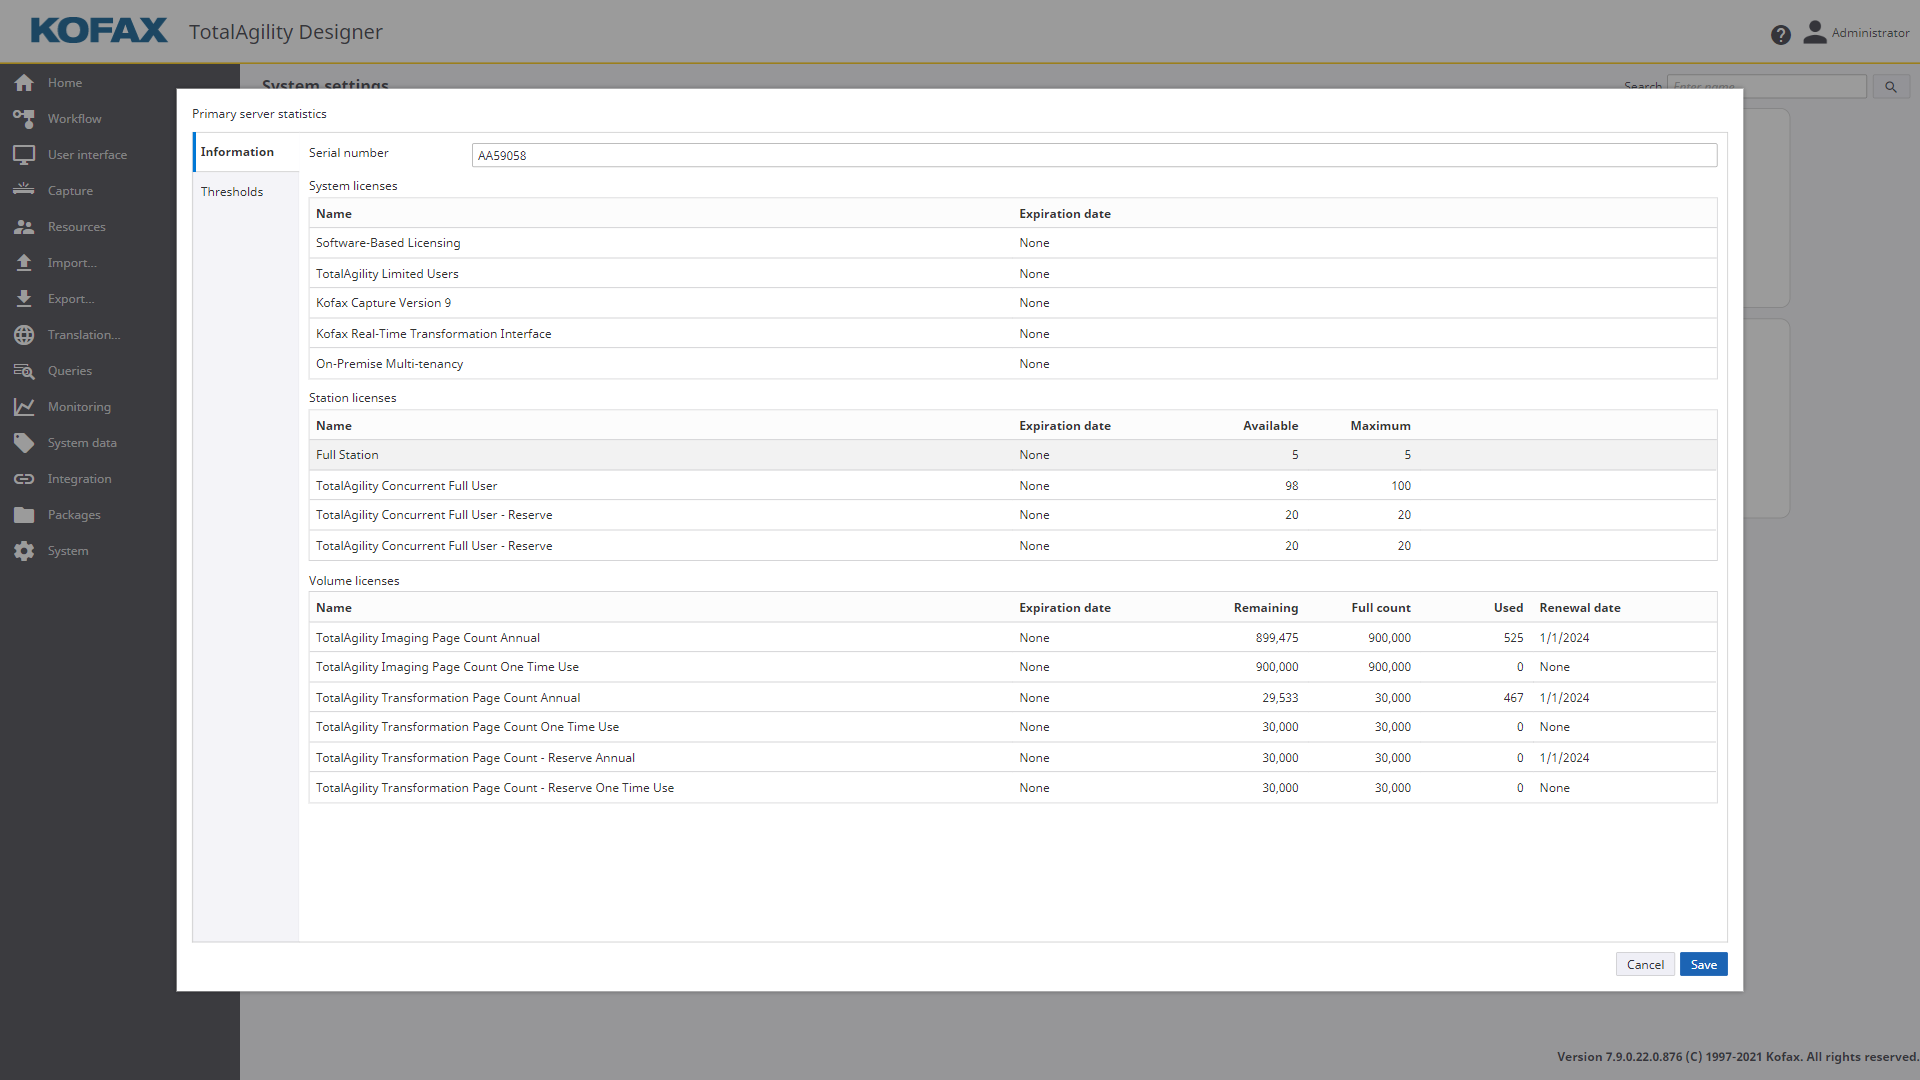 KOFAX TotalAgility Designer
Administrator
Home
Workflow
User interface
Capture
Resources
Import...
Export...
Translation...
Queries
Monitoring
System data
Integration
Packages
System
System settings
Search Enter name
Primary server statistics
Information
Thresholds
Serial number AA59058
System licenses
Name Expiration date
Software-Based Licensing None
TotalAgility Limited Users None
Kofax Capture Version 9 None
Kofax Real-Time Transformation Interface None
On-Premise Multi-tenancy None
Station licenses
Name Expiration date Available Maximum
Full Station None 5 5
TotalAgility Concurrent Full User None 98 100
TotalAgility Concurrent Full User - Reserve None 20 20
TotalAgility Concurrent Full User - Reserve None 20 20
Volume licenses
Name Expiration date Remaining Full count Used Renewal date
TotalAgility Imaging Page Count Annual None 899,475 900,000 525 1/1/2024
TotalAgility Imaging Page Count One Time Use None 900,000 900,000 0 None
TotalAgility Transformation Page Count Annual None 29,533 30,000 467 1/1/2024
TotalAgility Transformation Page Count One Time Use None 30,000 30,000 0 None
TotalAgility Transformation Page Count - Reserve Annual None 30,000 30,000 0 1/1/2024
TotalAgility Transformation Page Count - Reserve One Time Use None 30,000 30,000 0 None
Cancel Save
Version 7.9.0.22.0.876 (C) 1997-2021 Kofax. All rights reserved.